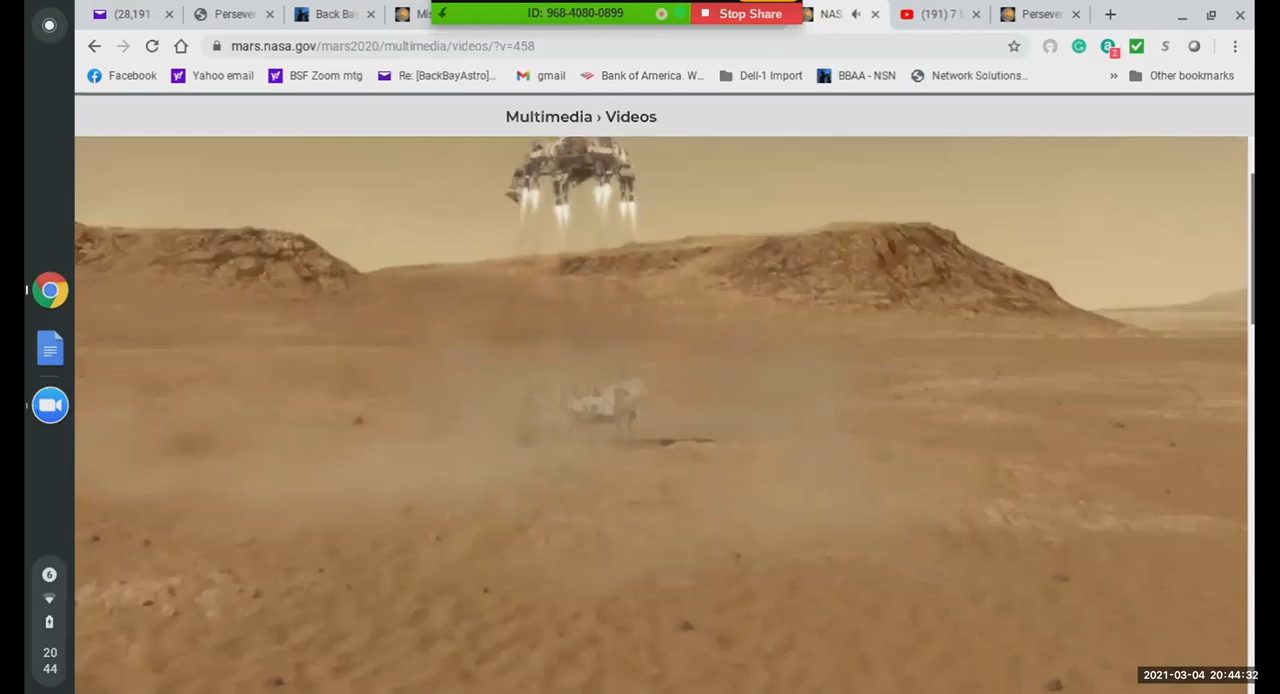 (28,191
Perseve
Back Ba
Mi
ID: 968-4080-0899
Stop Share
NAS
(191) 7
Perseve
mars.nasa.gov/mars2020/multimedia/videos/?v=458
2
Facebook
Yahoo email
BSF Zoom mtg
Re: [BackBayAstro]...
gmail
Bank of America. W...
Dell-1 Import
BBAA - NSN
Network Solutions...
»
Other bookmarks
Multimedia › Videos
6
20
44
2021-03-04 20:44:32